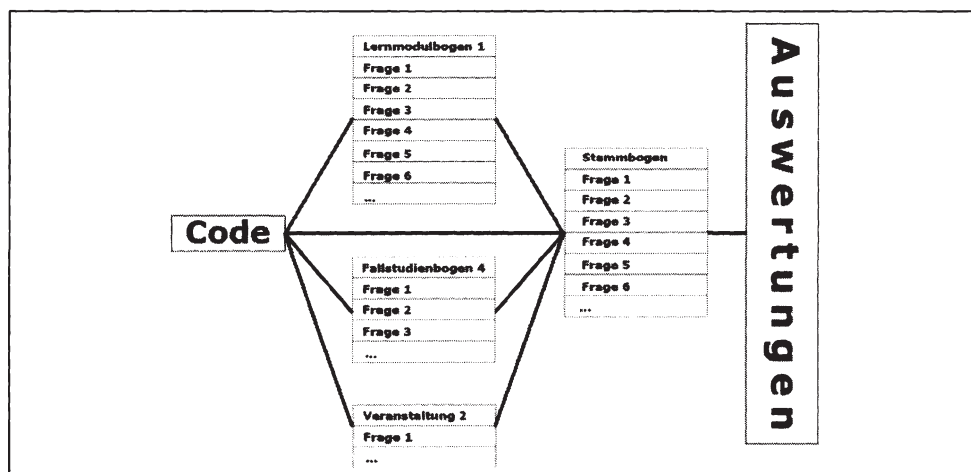 Code
Lernmodulbogen 1
Frage 1
Frage 2
Frage 3
Frage 4
Frage 5
Frage 6
...
Fallstudienbogen 4
Frage 1
Frage 2
Frage 3
...
Veranstaltung 2
Frage 1
...
Stammbogen
Frage 1
Frage 2
Frage 3
Frage 4
Frage 5
Frage 6
...
Auswertungen